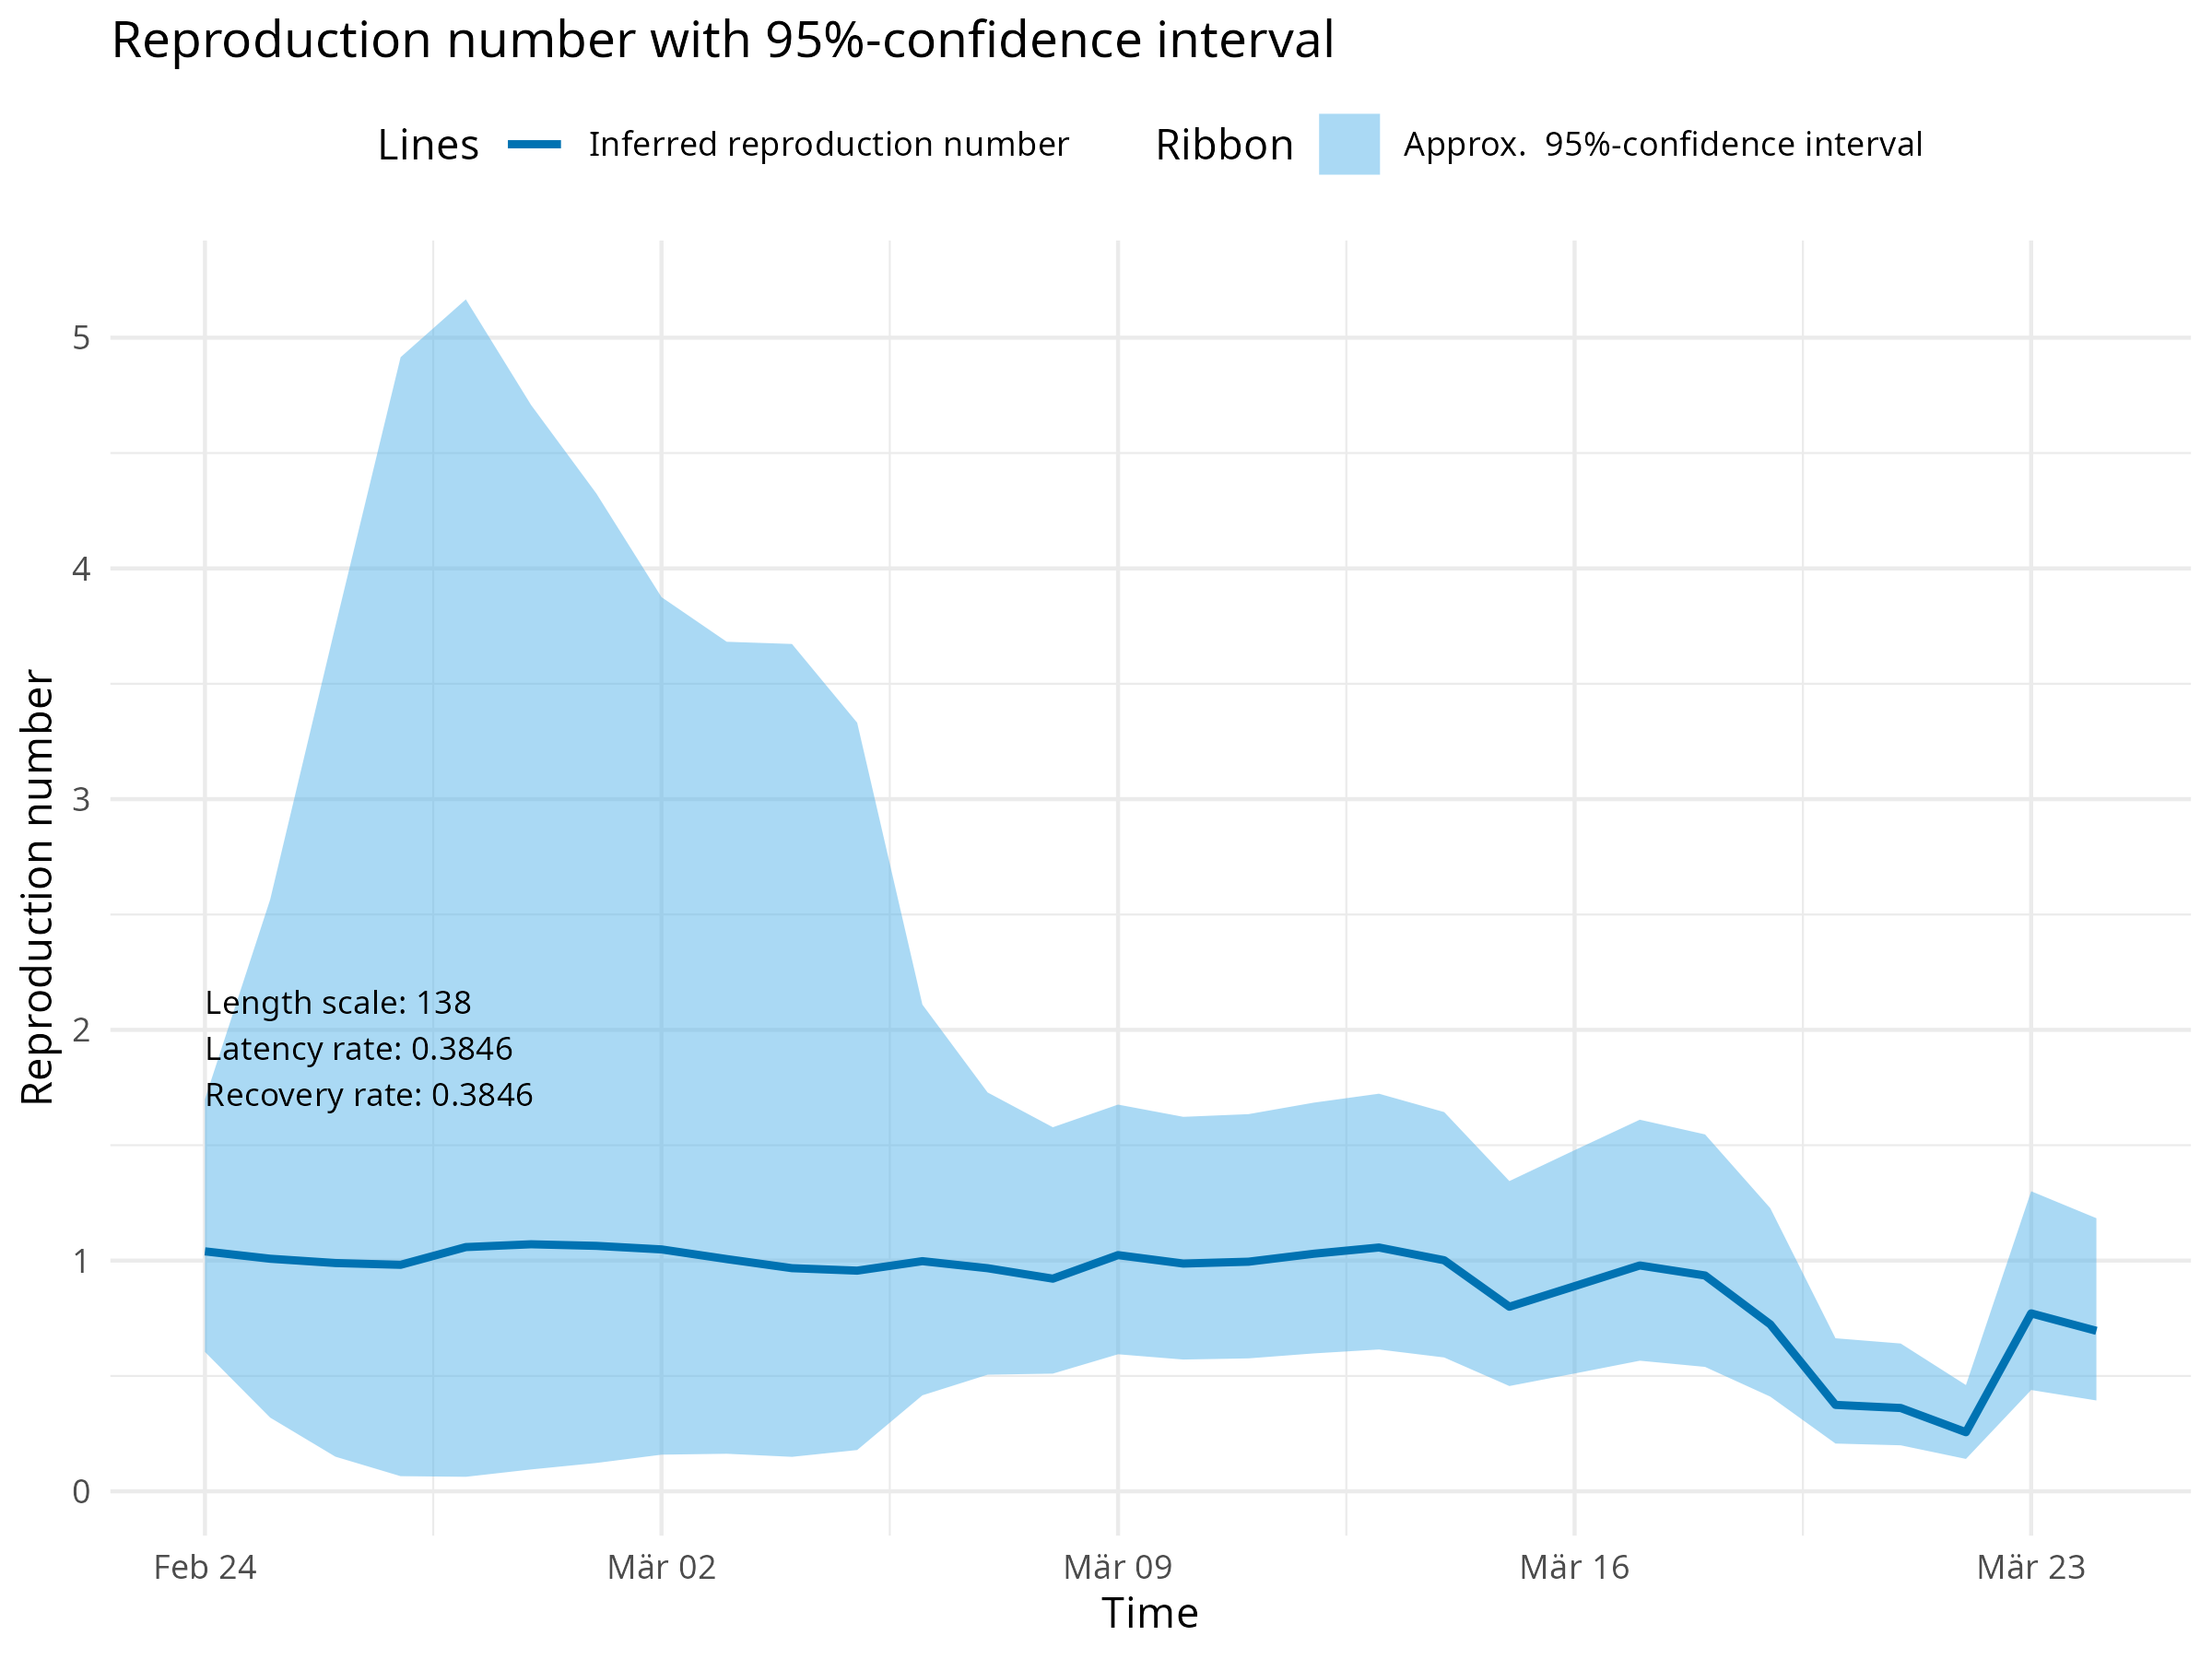 Reproduction number with 95%-confidence interval
Lines Inferred reproduction number Ribbon Approx.  95%-confidence interval
Reproduction number
5
4
3
2
1
0
Length scale: 138
Latency rate: 0.3846
Recovery rate: 0.3846
Feb 24 Mär 02 Mär 09 Mär 16 Mär 23
Time